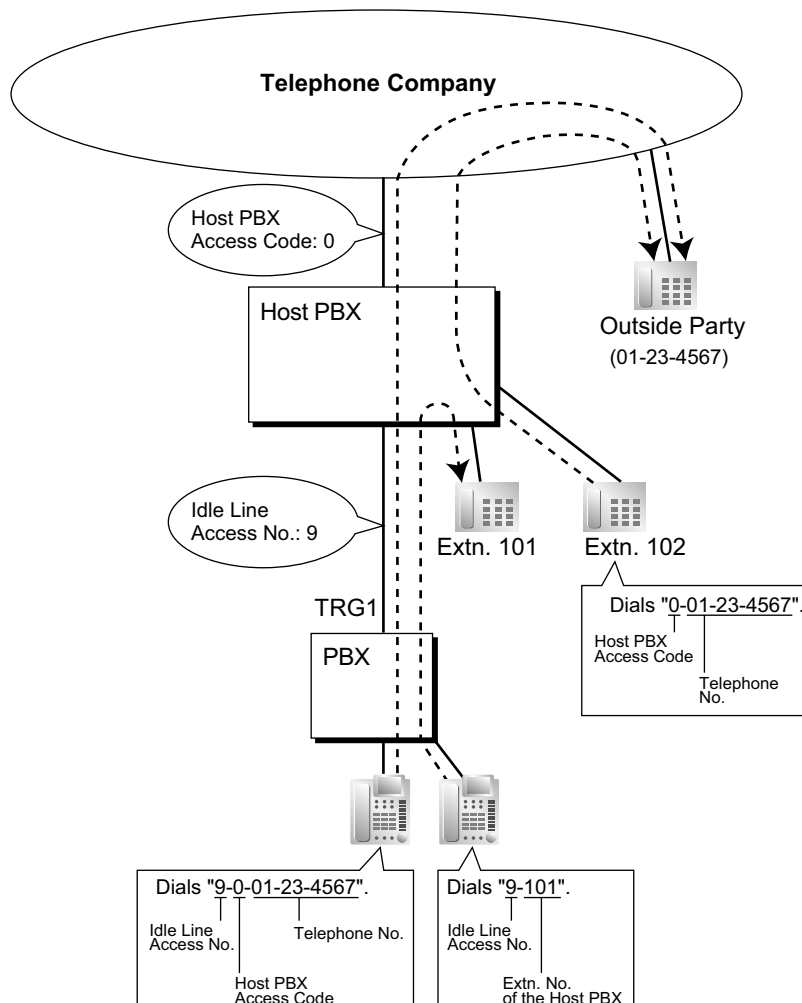 Telephone Company
Host PBX
Access Code: 0
Host PBX
Outside Party
(01-23-4567)
Idle Line
Access No.: 9
Extn. 101
Extn. 102
TRG1
PBX
Dials "0-01-23-4567".
Host PBX
Access Code
Telephone
No.
Dials "9-0-01-23-4567".
Idle Line
Access No.
Telephone No.
Host PBX
Access Code
Dials "9-101".
Idle Line
Access No.
Extn. No.
of the Host PBX